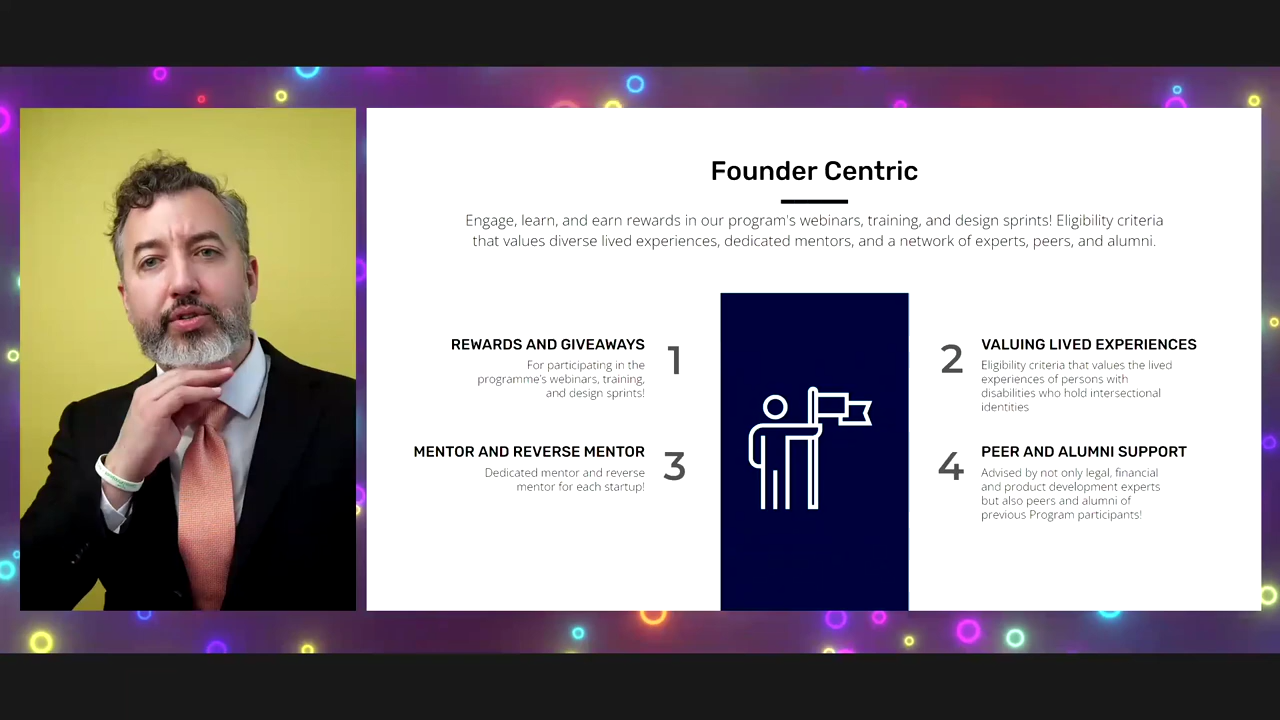 Founder Centric
Engage, learn, and earn rewards in our program's webinars, training, and design sprints! Eligibility criteria
that values diverse lived experiences, dedicated mentors, and a network of experts, peers, and alumni.
REWARDS AND GIVEAWAYS
For participating in the
programme's webinars, training,
and design sprints!
1
2
VALUING LIVED EXPERIENCES
Eligibility criteria that values the lived
experiences of persons with
disabilities who hold intersectional
identities
MENTOR AND REVERSE MENTOR
Dedicated mentor and reverse
mentor for each startup!
3
4
PEER AND ALUMNI SUPPORT
Advised by not only legal, financial
and product development experts
but also peers and alumni of
previous Program participants!